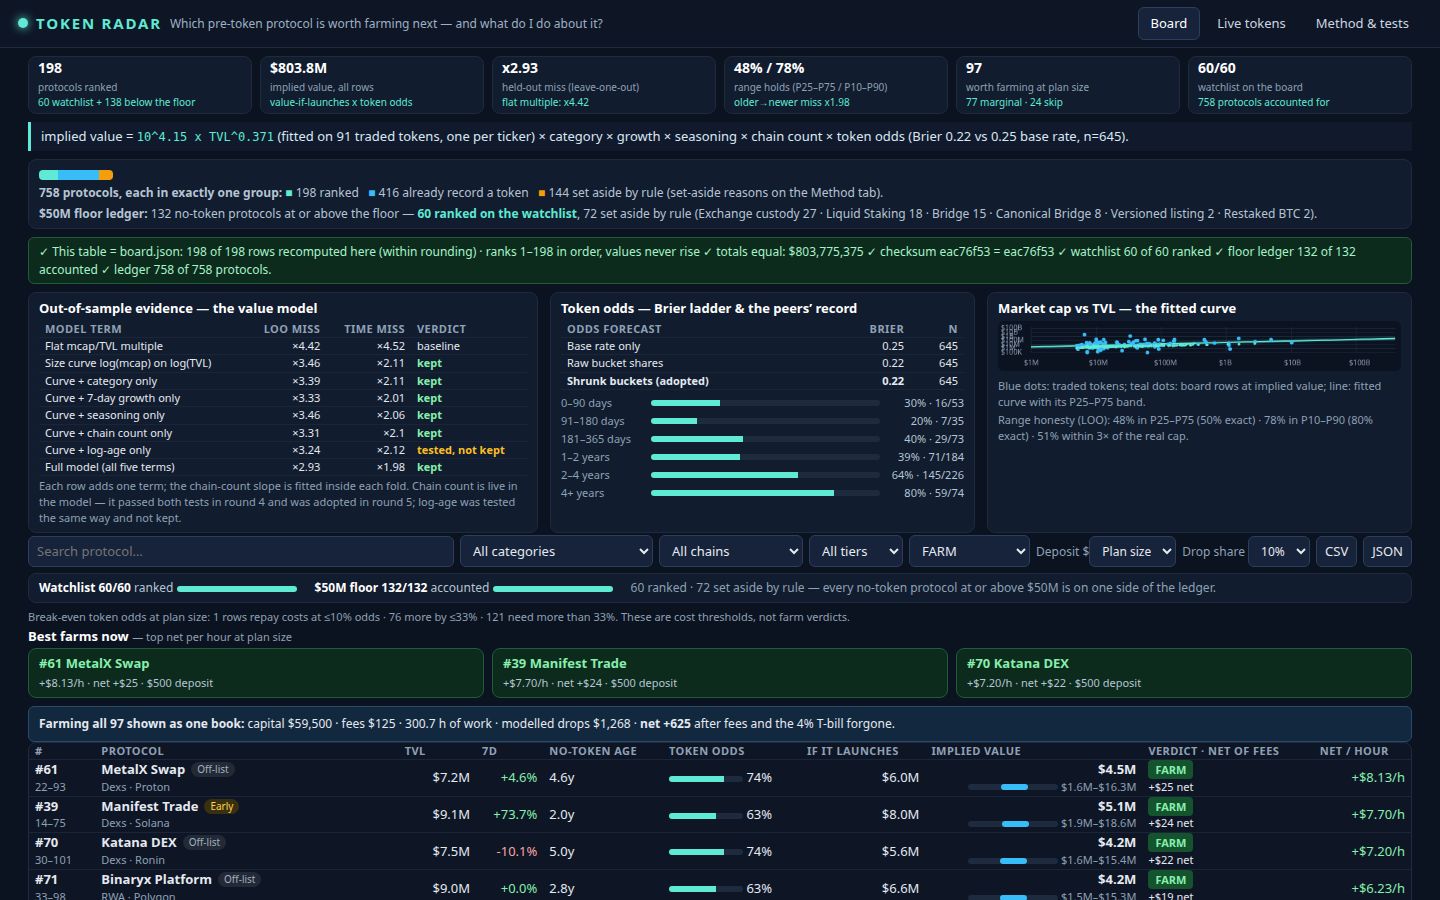 TOKEN RADAR Which pre-token protocol is worth farming next — and what do I do about it? Board Live tokens Method & tests
198 $803.8M x2.93 48% / 78% 97 60/60
protocols ranked implied value, all rows held-out miss (leave-one-out) range holds (P25–P75 / P10–P90) worth farming at plan size watchlist on the board
60 watchlist + 138 below the floor value-if-launches x token odds flat multiple: x4.42 older→newer miss x1.98 77 marginal · 24 skip 758 protocols accounted for
implied value = 10^4.15 x TVL^0.371 (fitted on 91 traded tokens, one per ticker) × category × growth × seasoning × chain count × token odds (Brier 0.22 vs 0.25 base rate, n=645).
758 protocols, each in exactly one group: 198 ranked 416 already record a token 144 set aside by rule (set-aside reasons on the Method tab).
$50M floor ledger: 132 no-token protocols at or above the floor — 60 ranked on the watchlist, 72 set aside by rule (Exchange custody 27 · Liquid Staking 18 · Bridge 15 · Canonical Bridge 8 · Versioned listing 2 · Restaked BTC 2).
✓ This table = board.json: 198 of 198 rows recomputed here (within rounding) · ranks 1–198 in order, values never rise ✓ totals equal: $803,775,375 ✓ checksum eac76f53 = eac76f53 ✓ watchlist 60 of 60 ranked ✓ floor ledger 132 of 132
accounted ✓ ledger 758 of 758 protocols.
Out-of-sample evidence — the value model
MODEL TERM LOO MISS TIME MISS VERDICT
Flat mcap/TVL multiple ×4.42 ×4.52 baseline
Size curve log(mcap) on log(TVL) ×3.46 ×2.11 kept
Curve + category only ×3.39 ×2.11 kept
Curve + 7-day growth only ×3.33 ×2.01 kept
Curve + seasoning only ×3.46 ×2.06 kept
Curve + chain count only ×3.31 ×2.1 kept
Curve + log-age only ×3.24 ×2.12 tested, not kept
Full model (all five terms) ×2.93 ×1.98 kept
Each row adds one term; the chain-count slope is fitted inside each fold. Chain count is live in
the model — it passed both tests in round 4 and was adopted in round 5; log-age was tested
the same way and not kept.
Token odds — Brier ladder & the peers’ record
ODDS FORECAST BRIER N
Base rate only 0.25 645
Raw bucket shares 0.22 645
Shrunk buckets (adopted) 0.22 645
0–90 days 30% · 16/53
91–180 days 20% · 7/35
181–365 days 40% · 29/73
1–2 years 39% · 71/184
2–4 years 64% · 145/226
4+ years 80% · 59/74
Market cap vs TVL — the fitted curve
$100B
$100K
$1M $10M $100M $1B $10B $100B
Blue dots: traded tokens; teal dots: board rows at implied value; line: fitted
curve with its P25–P75 band.
Range honesty (LOO): 48% in P25–P75 (50% exact) · 78% in P10–P90 (80%
exact) · 51% within 3× of the real cap.
Search protocol... All categories All chains All tiers FARM Deposit $ Plan size Drop share 10% CSV JSON
Watchlist 60/60 ranked $50M floor 132/132 accounted 60 ranked · 72 set aside by rule — every no-token protocol at or above $50M is on one side of the ledger.
Break-even token odds at plan size: 1 rows repay costs at ≤10% odds · 76 more by ≤33% · 121 need more than 33%. These are cost thresholds, not farm verdicts.
Best farms now — top net per hour at plan size
#61 MetalX Swap #39 Manifest Trade #70 Katana DEX
+$8.13/h · net +$25 · $500 deposit +$7.70/h · net +$24 · $500 deposit +$7.20/h · net +$22 · $500 deposit
Farming all 97 shown as one book: capital $59,500 · fees $125 · 300.7 h of work · modelled drops $1,268 · net +625 after fees and the 4% T-bill forgone.
# PROTOCOL TVL 7D NO-TOKEN AGE TOKEN ODDS IF IT LAUNCHES IMPLIED VALUE VERDICT · NET OF FEES NET / HOUR
#61 MetalX Swap Off-list $7.2M +4.6% 4.6y 74% $6.0M $4.5M FARM +$8.13/h
22–93 Dexs · Proton $1.6M–$16.3M +$25 net
#39 Manifest Trade Early $9.1M +73.7% 2.0y 63% $8.0M $5.1M FARM +$7.70/h
14–75 Dexs · Solana $1.9M–$18.6M +$24 net
#70 Katana DEX Off-list $7.5M -10.1% 5.0y 74% $5.6M $4.2M FARM +$7.20/h
30–101 Dexs · Ronin $1.6M–$15.4M +$22 net
#71 Binaryx Platform Off-list $9.0M +0.0% 2.8y 63% $6.6M $4.2M FARM +$6.23/h
33–98 RWA · Polygon $1.5M–$15.3M +$19 net